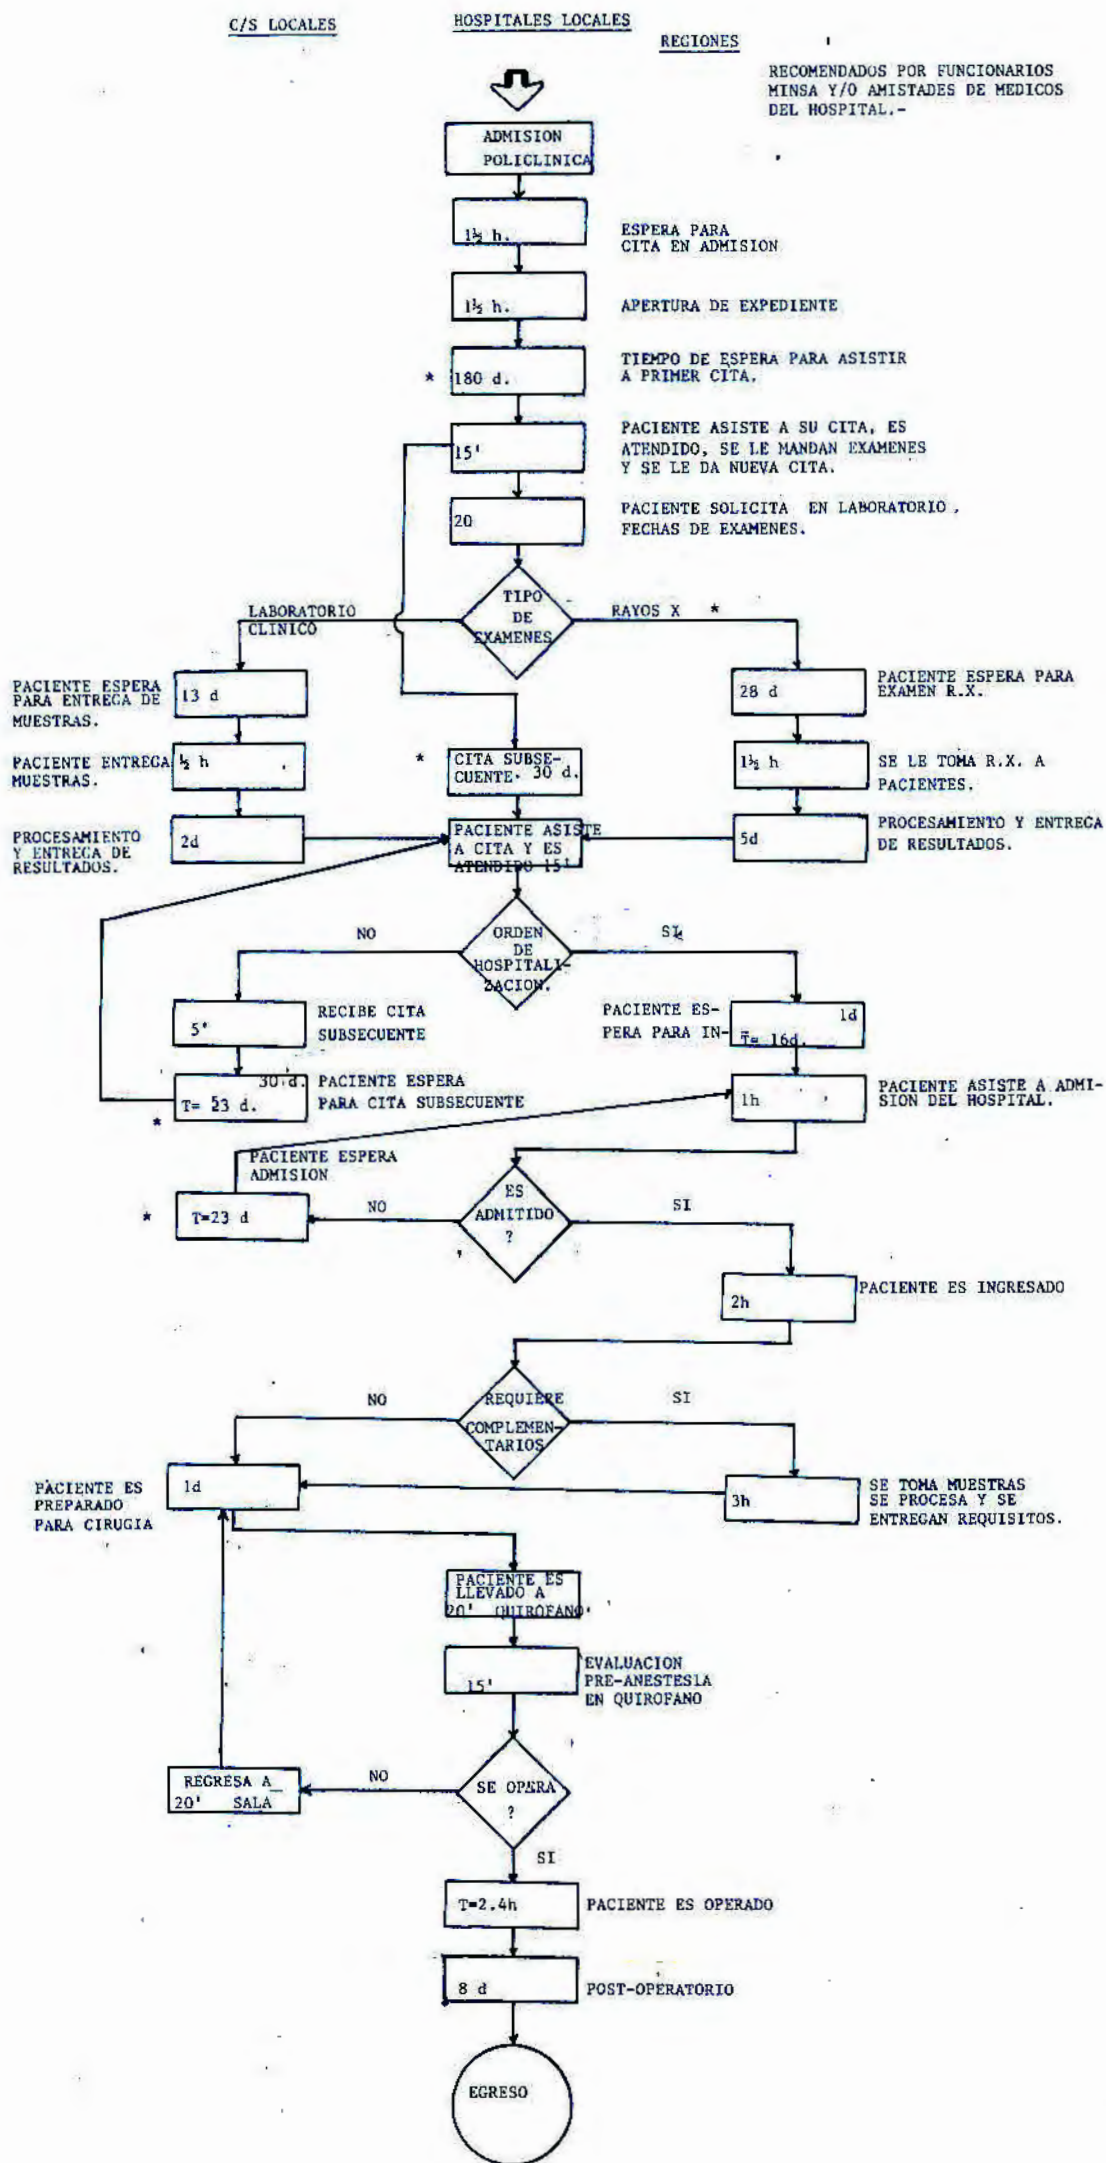 C/S LOCALES
HOSPITALES LOCALES
REGIONES
RECOMENDADOS POR FUNCIONARIOS
MINSA Y/O AMISTADES DE MEDICOS
DEL HOSPITAL.-
ADMISION
POLICLINICA
1½ h.
ESPERA PARA
CITA EN ADMISION
1½ h.
APERTURA DE EXPEDIENTE
* 180 d.
TIEMPO DE ESPERA PARA ASISTIR
A PRIMER CITA.
15'
PACIENTE ASISTE A SU CITA, ES
ATENDIDO, SE LE MANDAN EXAMENES
Y SE LE DA NUEVA CITA.
20
PACIENTE SOLICITA EN LABORATORIO,
FECHAS DE EXAMENES.
TIPO
DE
EXAMENES
LABORATORIO
CLINICO
RAYOS X *
PACIENTE ESPERA
PARA ENTREGA DE
MUESTRAS.
13 d
28 d
PACIENTE ESPERA PARA
EXAMEN R.X.
PACIENTE ENTREGA
MUESTRAS.
½ h
* CITA SUBSE-
CUENTE. 30 d.
1½ h
SE LE TOMA R.X. A
PACIENTES.
PROCESAMIENTO
Y ENTREGA DE
RESULTADOS.
2d
PACIENTE ASISTE
A CITA Y ES
ATENDIDO 15'
5d
PROCESAMIENTO Y ENTREGA
DE RESULTADOS.
ORDEN
DE
HOSPITALI-
ZACION.
NO
SI
5'
RECIBE CITA
SUBSECUENTE
PACIENTE ES-
PERA PARA IN-
1d
T= 16d.
30 d.
T= 23 d.
*
PACIENTE ESPERA
PARA CITA SUBSECUENTE
1h
PACIENTE ASISTE A ADMI-
SION DEL HOSPITAL.
PACIENTE ESPERA
ADMISION
* T=23 d
NO
ES
ADMITIDO
?
SI
2h
PACIENTE ES INGRESADO
NO
REQUIERE
COMPLEMEN-
TARIOS
SI
PACIENTE ES
PREPARADO
PARA CIRUGIA
1d
3h
SE TOMA MUESTRAS
SE PROCESA Y SE
ENTREGAN REQUISITOS.
PACIENTE ES
LLEVADO A
20' QUIROFANO
15'
EVALUACION
PRE-ANESTESIA
EN QUIROFANO
REGRESA A
20' SALA
NO
SE OPERA
?
SI
T=2.4h
PACIENTE ES OPERADO
8 d
POST-OPERATORIO
EGRESO